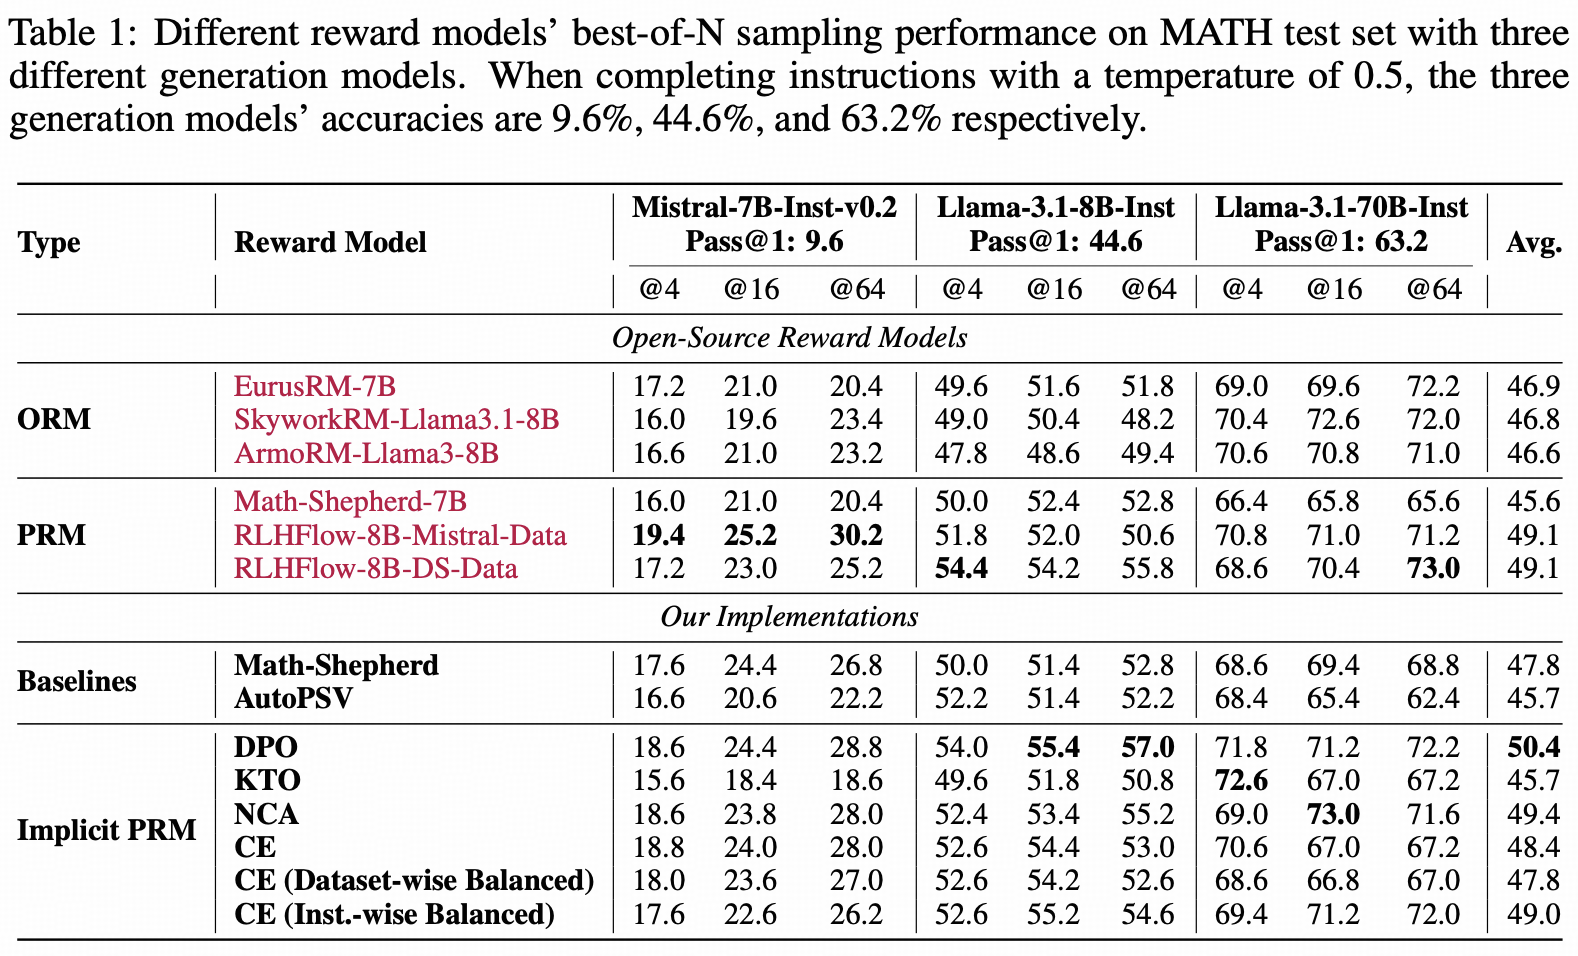 Table 1: Different reward models’ best-of-N sampling performance on MATH test set with three
different generation models. When completing instructions with a temperature of 0.5, the three
generation models’ accuracies are 9.6%, 44.6%, and 63.2% respectively.
Type Reward Model Mistral-7B-Inst-v0.2 Llama-3.1-8B-Inst Llama-3.1-70B-Inst Avg.
Pass@1: 9.6 Pass@1: 44.6 Pass@1: 63.2
@4 @16 @64 @4 @16 @64 @4 @16 @64
Open-Source Reward Models
ORM EurusRM-7B 17.2 21.0 20.4 49.6 51.6 51.8 69.0 69.6 72.2 46.9
SkyworkRM-Llama3.1-8B 16.0 19.6 23.4 49.0 50.4 48.2 70.4 72.6 72.0 46.8
ArmoRM-Llama3-8B 16.6 21.0 23.2 47.8 48.6 49.4 70.6 70.8 71.0 46.6
PRM Math-Shepherd-7B 16.0 21.0 20.4 50.0 52.4 52.8 66.4 65.8 65.6 45.6
RLHFlow-8B-Mistral-Data 19.4 25.2 30.2 51.8 52.0 50.6 70.8 71.0 71.2 49.1
RLHFlow-8B-DS-Data 17.2 23.0 25.2 54.4 54.2 55.8 68.6 70.4 73.0 49.1
Our Implementations
Baselines Math-Shepherd 17.6 24.4 26.8 50.0 51.4 52.8 68.6 69.4 68.8 47.8
AutoPSV 16.6 20.6 22.2 52.2 51.4 52.2 68.4 65.4 62.4 45.7
Implicit PRM DPO 18.6 24.4 28.8 54.0 55.4 57.0 71.8 71.2 72.2 50.4
KTO 15.6 18.4 18.6 49.6 51.8 50.8 72.6 67.0 67.2 45.7
NCA 18.6 23.8 28.0 52.4 53.4 55.2 69.0 73.0 71.6 49.4
CE 18.8 24.0 28.0 52.6 54.4 53.0 70.6 67.0 67.2 48.4
CE (Dataset-wise Balanced) 18.0 23.6 27.0 52.6 54.2 52.6 68.6 66.8 67.0 47.8
CE (Inst.-wise Balanced) 17.6 22.6 26.2 52.6 55.2 54.6 69.4 71.2 72.0 49.0